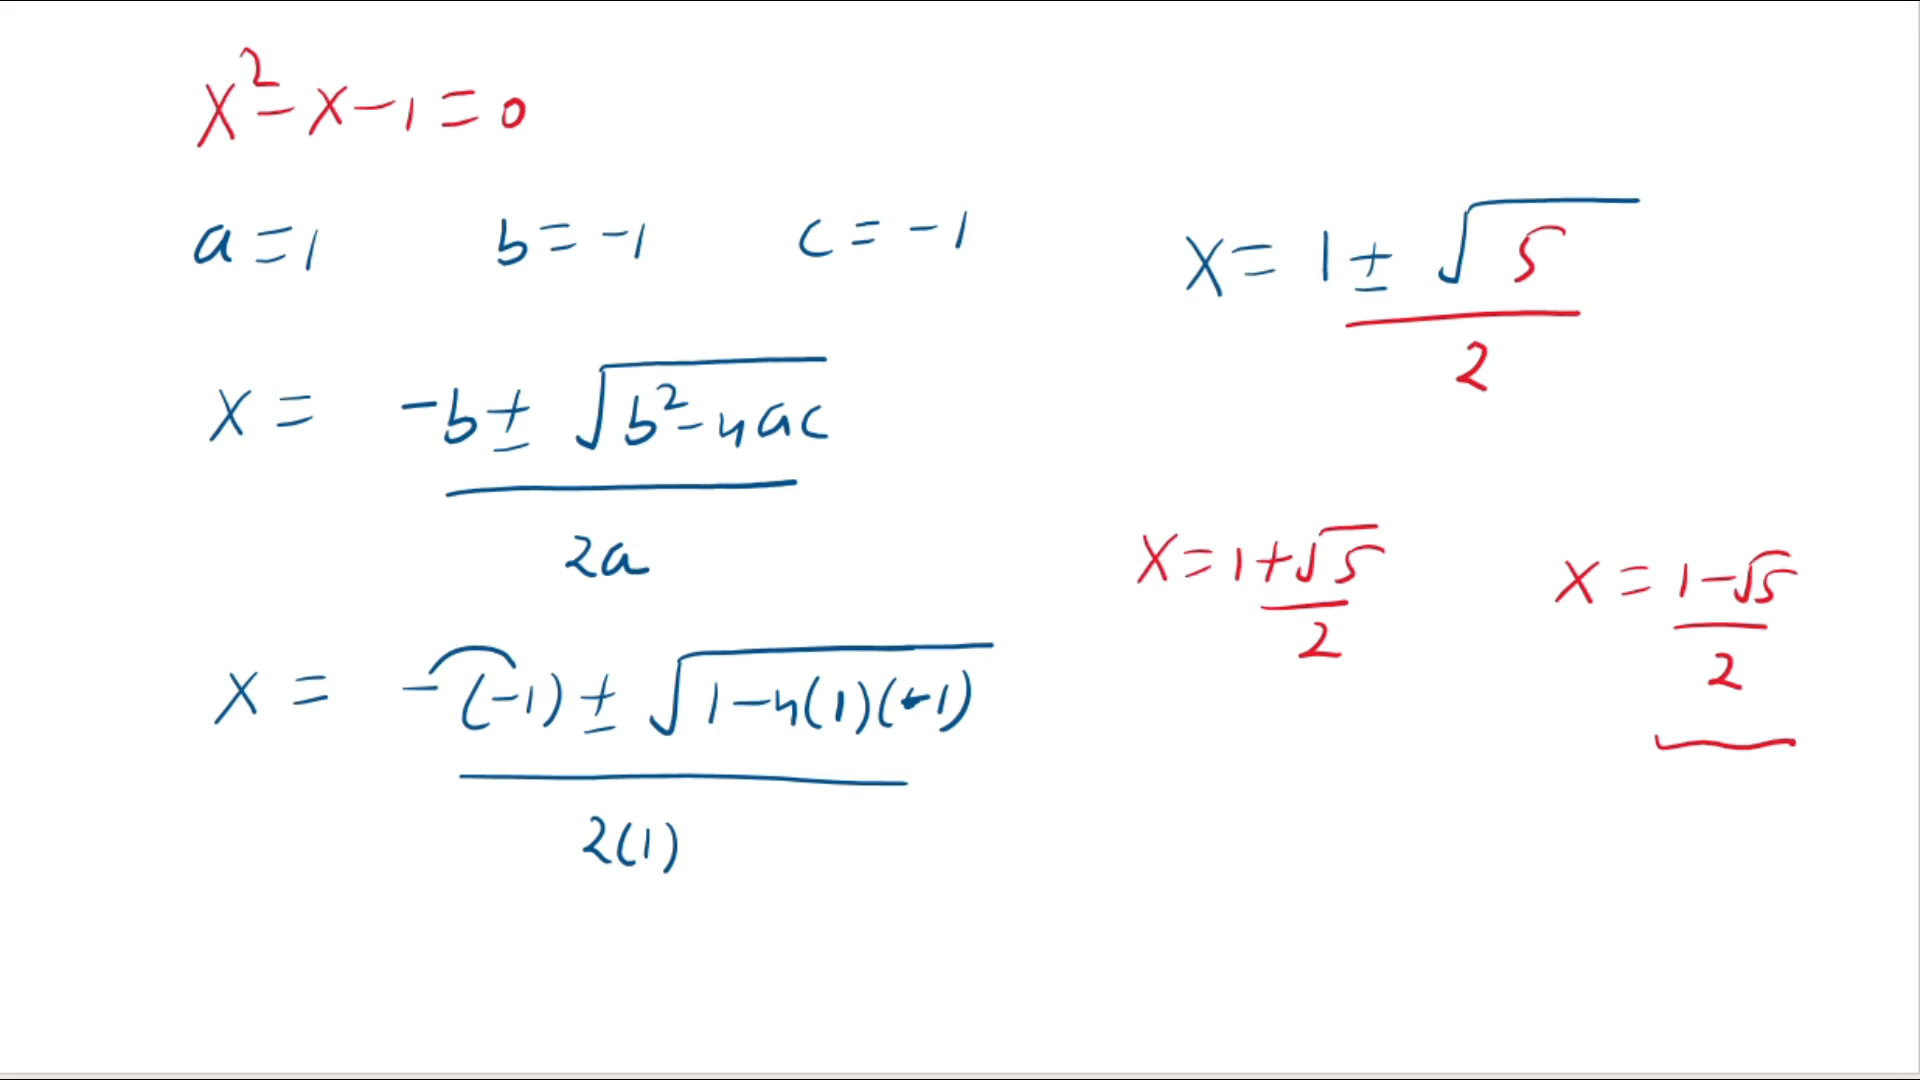 x² - x - 1 = 0
a = 1   b = -1   c = -1
x = -b ± √(b² - 4ac)
2a
x = -(-1) ± √(1 - 4(1)(-1))
2(1)
x = 1 ± √5
2
x = 1 + √5
2
x = 1 - √5
2